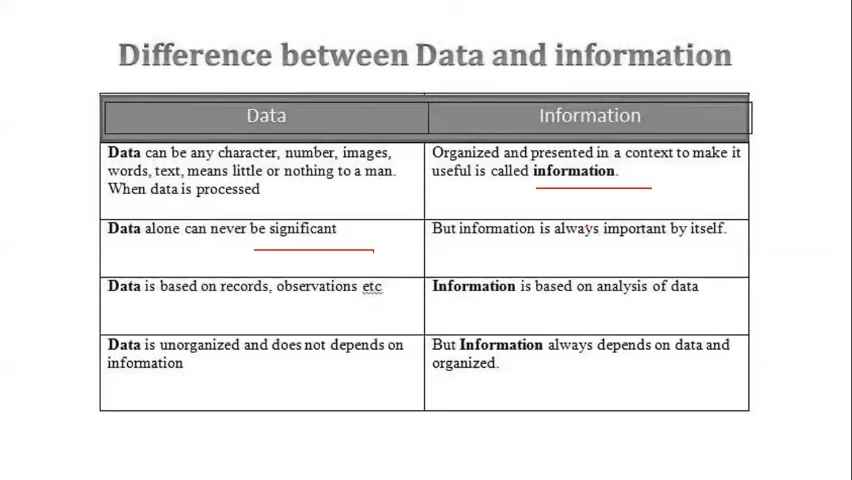 Difference between Data and information
Data
Information
Data can be any character, number, images,
words, text, means little or nothing to a man.
When data is processed
Organized and presented in a context to make it
useful is called information.
Data alone can never be significant
But information is always important by itself.
Data is based on records, observations etc
Information is based on analysis of data
Data is unorganized and does not depends on
information
But Information always depends on data and
organized.